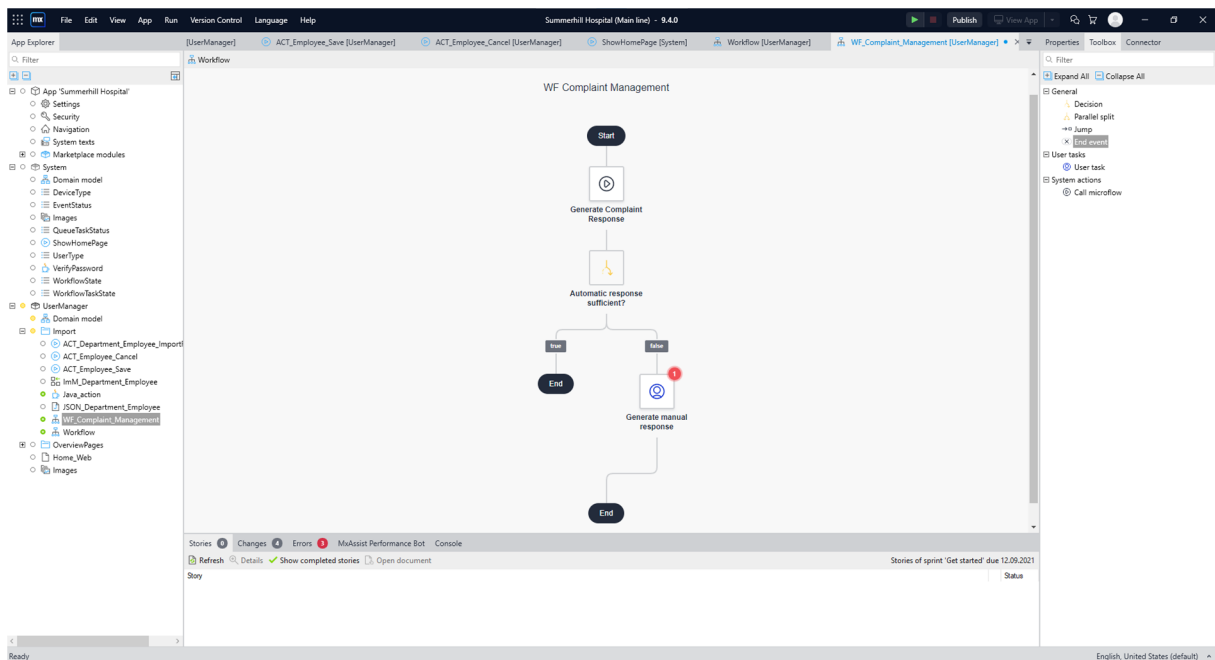 mx File Edit View App Run Version Control Language Help Summerhill Hospital (Main line) - 9.4.0 Publish View App
App Explorer [UserManager] ACT_Employee_Save [UserManager] ACT_Employee_Cancel [UserManager] ShowHomePage [System] Workflow [UserManager] WF_Complaint_Management [UserManager] Properties Toolbox Connector
Filter
Workflow
App 'Summerhill Hospital'
Settings
Security
Navigation
System texts
Marketplace modules
System
Domain model
DeviceType
EventStatus
Images
QueueTaskStatus
ShowHomePage
UserType
VerifyPassword
WorkflowState
WorkflowTaskState
UserManager
Domain model
Import
ACT_Department_Employee_Import
ACT_Employee_Cancel
ACT_Employee_Save
ImM_Department_Employee
Java_action
JSON_Department_Employee
WF_Complaint_Management
Workflow
OverviewPages
Home_Web
Images
WF Complaint Management
Start
Generate Complaint
Response
Automatic response
sufficient?
true false
End
1
Generate manual
response
End
Filter
Expand All Collapse All
General
Decision
Parallel split
Jump
End event
User tasks
User task
System actions
Call microflow
Stories 0 Changes 4 Errors 3 MxAssist Performance Bot Console
Refresh Details Show completed stories Open document Stories of sprint 'Get started' due 12.09.2021
Story Status
Ready English, United States (default)